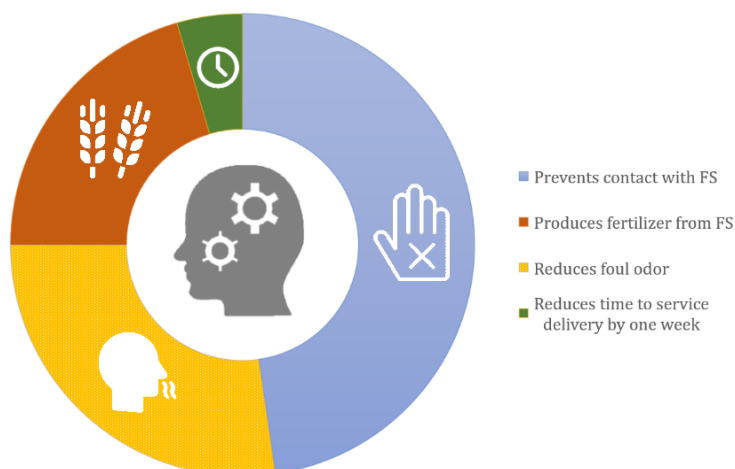 Prevents contact with FS
Produces fertilizer from FS
Reduces foul odor
Reduces time to service
delivery by one week